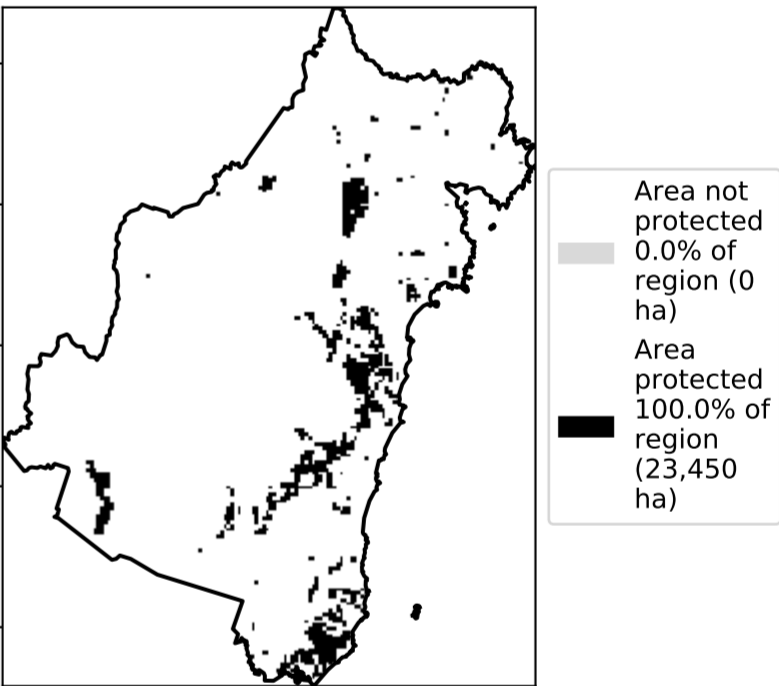 Area not
protected
0.0% of
region (0
ha)
Area
protected
100.0% of
region
(23,450
ha)